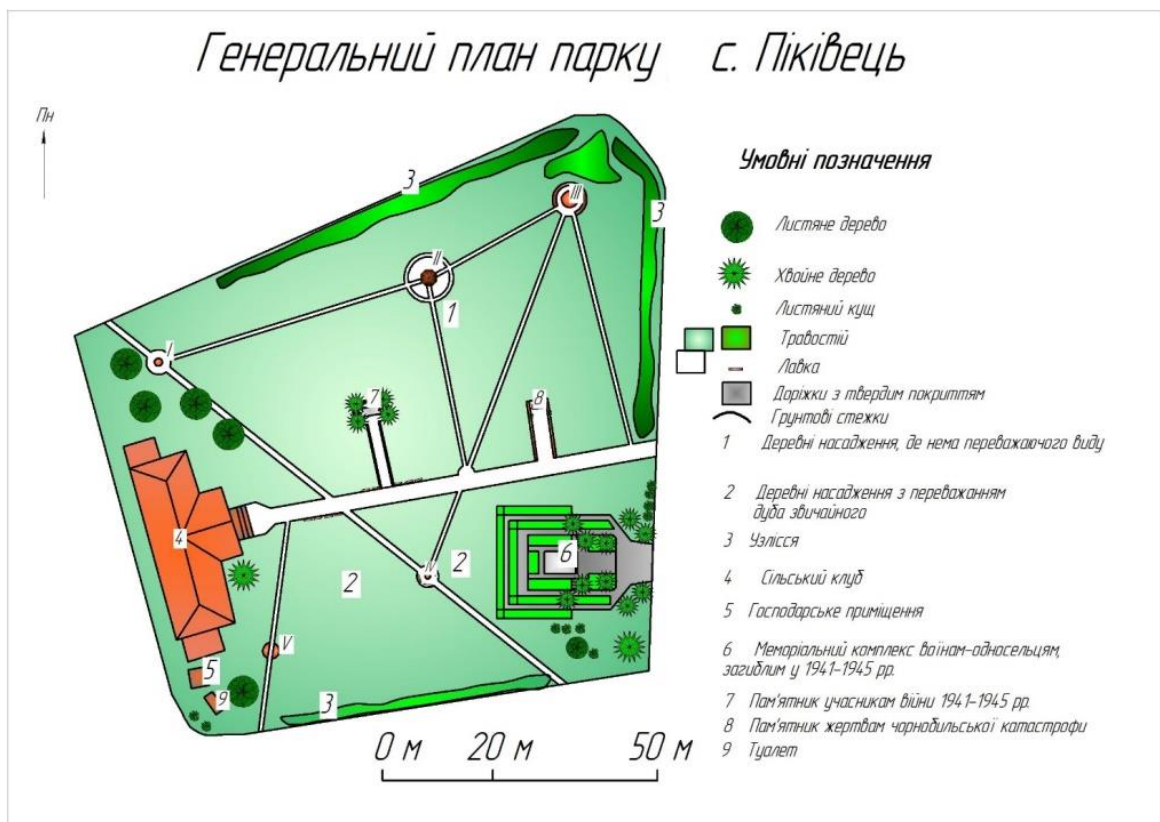 Генеральний план парку с. Піківець
Пн
Умовні позначення
Листяне дерево
Хвойне дерево
Листяний кущ
Травостій
Лавка
Доріжки з твердим покриттям
Грунтові стежки
1 Деревні насадження, де нема переважаючого виду
2 Деревні насадження з переважанням
дуба звичайного
3 Узлісся
4 Сільський клуб
5 Господарське приміщення
6 Меморіальний комплекс воїнам-односельцям,
загиблим у 1941-1945 рр.
7 Пам'ятник учасникам війни 1941-1945 рр.
8 Пам'ятник жертвам чорнобильської катастрофи
9 Туалет
3
III
3
II
1
I
7
8
4
6
2
2
IV
V
5
9
3
0 м 20 м 50 м